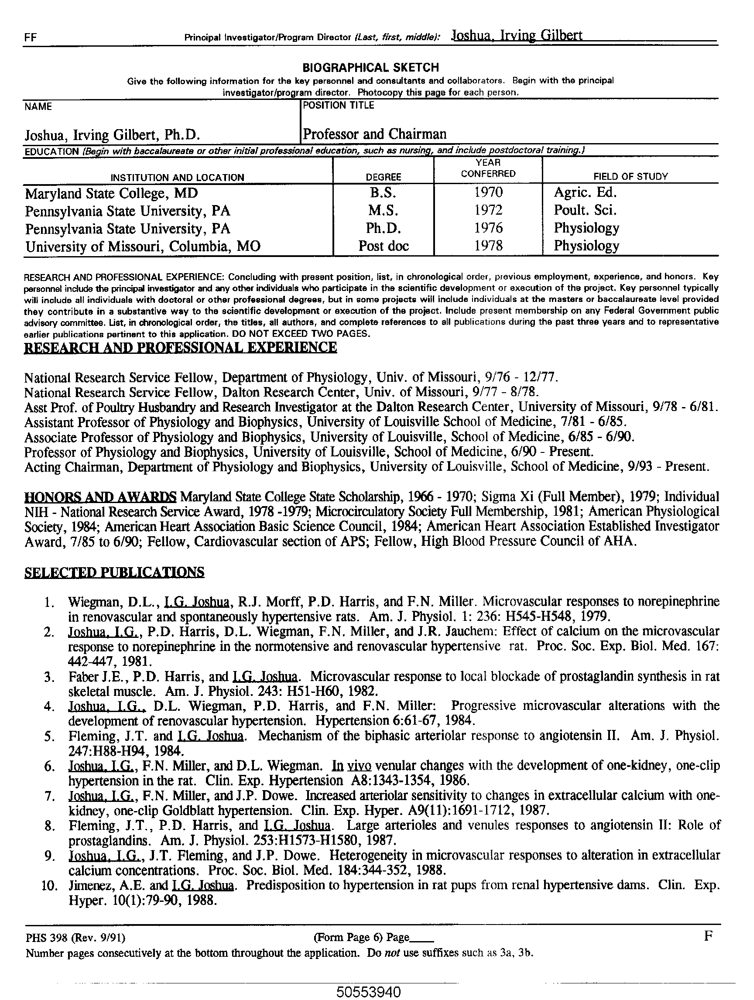 FF Principal Investigator/Program Director (Last, first, middle): Joshua, Irving Gilbert
BIOGRAPHICAL SKETCH
Give the following information for the key personnel and consultants and collaborators. Begin with the principal
investigator/program director. Photocopy this page for each person.
NAME POSITION TITLE
Joshua, Irving Gilbert, Ph.D. Professor and Chairman
EDUCATION (Begin with baccalaureate or other initial professional education, such as nursing, and include postdoctoral training.)
INSTITUTION AND LOCATION DEGREE YEAR CONFERRED FIELD OF STUDY
Maryland State College, MD B.S. 1970 Agric. Ed.
Pennsylvania State University, PA M.S. 1972 Poult. Sci.
Pennsylvania State University, PA Ph.D. 1976 Physiology
University of Missouri, Columbia, MO Post doc 1978 Physiology
RESEARCH AND PROFESSIONAL EXPERIENCE: Concluding with present position, list, in chronological order, previous employment, experience, and honors. Key
personnel include the principal investigator and any other individuals who participate in the scientific development or execution of the project. Key personnel typically
will include all individuals with doctoral or other professional degrees, but in some projects will include individuals at the masters or baccalaureate level provided
they contribute in a substantive way to the scientific development or execution of the project. Include present membership on any Federal Government public
advisory committee. List, in chronological order, the titles, all authors, and complete references to all publications during the past three years and to representative
earlier publications pertinent to this application. DO NOT EXCEED TWO PAGES.
RESEARCH AND PROFESSIONAL EXPERIENCE
National Research Service Fellow, Department of Physiology, Univ. of Missouri, 9/76 - 12/77.
National Research Service Fellow, Dalton Research Center, Univ. of Missouri, 9/77 - 8/78.
Asst Prof. of Poultry Husbandry and Research Investigator at the Dalton Research Center, University of Missouri, 9/78 - 6/81.
Assistant Professor of Physiology and Biophysics, University of Louisville School of Medicine, 7/81 - 6/85.
Associate Professor of Physiology and Biophysics, University of Louisville, School of Medicine, 6/85 - 6/90.
Professor of Physiology and Biophysics, University of Louisville, School of Medicine, 6/90 - Present.
Acting Chairman, Department of Physiology and Biophysics, University of Louisville, School of Medicine, 9/93 - Present.
HONORS AND AWARDS Maryland State College State Scholarship, 1966 - 1970; Sigma Xi (Full Member), 1979; Individual
NIH - National Research Service Award, 1978 -1979; Microcirculatory Society Full Membership, 1981; American Physiological
Society, 1984; American Heart Association Basic Science Council, 1984; American Heart Association Established Investigator
Award, 7/85 to 6/90; Fellow, Cardiovascular section of APS; Fellow, High Blood Pressure Council of AHA.
SELECTED PUBLICATIONS
1. Wiegman, D.L., I.G. Joshua, R.J. Morff, P.D. Harris, and F.N. Miller. Microvascular responses to norepinephrine
in renovascular and spontaneously hypertensive rats. Am. J. Physiol. 1: 236: H545-H548, 1979.
2. Joshua, I.G., P.D. Harris, D.L. Wiegman, F.N. Miller, and J.R. Jauchem: Effect of calcium on the microvascular
response to norepinephrine in the normotensive and renovascular hypertensive rat. Proc. Soc. Exp. Biol. Med. 167:
442-447, 1981.
3. Faber J.E., P.D. Harris, and I.G. Joshua. Microvascular response to local blockade of prostaglandin synthesis in rat
skeletal muscle. Am. J. Physiol. 243: H51-H60, 1982.
4. Joshua, I.G., D.L. Wiegman, P.D. Harris, and F.N. Miller: Progressive microvascular alterations with the
development of renovascular hypertension. Hypertension 6:61-67, 1984.
5. Fleming, J.T. and I.G. Joshua. Mechanism of the biphasic arteriolar response to angiotensin II. Am. J. Physiol.
247:H88-H94, 1984.
6. Joshua, I.G., F.N. Miller, and D.L. Wiegman. In vivo venular changes with the development of one-kidney, one-clip
hypertension in the rat. Clin. Exp. Hypertension A8:1343-1354, 1986.
7. Joshua, I.G., F.N. Miller, and J.P. Dowe. Increased arteriolar sensitivity to changes in extracellular calcium with one-
kidney, one-clip Goldblatt hypertension. Clin. Exp. Hyper. A9(11):1691-1712, 1987.
8. Fleming, J.T., P.D. Harris, and I.G. Joshua. Large arterioles and venules responses to angiotensin II: Role of
prostaglandins. Am. J. Physiol. 253:H1573-H1580, 1987.
9. Joshua, I.G., J.T. Fleming, and J.P. Dowe. Heterogeneity in microvascular responses to alteration in extracellular
calcium concentrations. Proc. Soc. Biol. Med. 184:344-352, 1988.
10. Jimenez, A.E. and I.G. Joshua. Predisposition to hypertension in rat pups from renal hypertensive dams. Clin. Exp.
Hyper. 10(1):79-90, 1988.
PHS 398 (Rev. 9/91) (Form Page 6) Page____ F
Number pages consecutively at the bottom throughout the application. Do not use suffixes such as 3a, 3b.
50553940